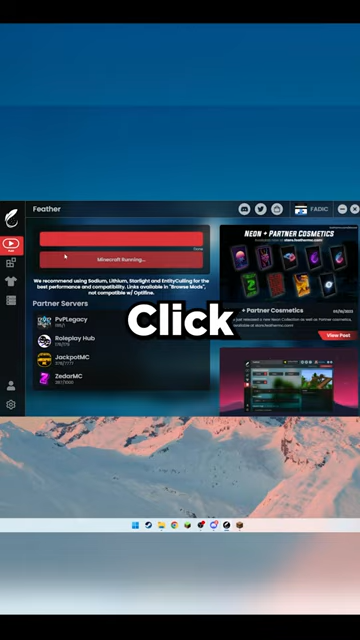 Feather
FADIC
Done
Minecraft Running...
We recommend using Sodium, Lithium, Starlight and EntityCulling for
the best performance and compatibility. Links available in "Browse Mods",
not compatible w/ Optifine.
Partner Servers
PvPLegacy
Roleplay Hub
JackpotMC
ZedarMC
Click
NEON + PARTNER COSMETICS
+ Partner Cosmetics
View Post